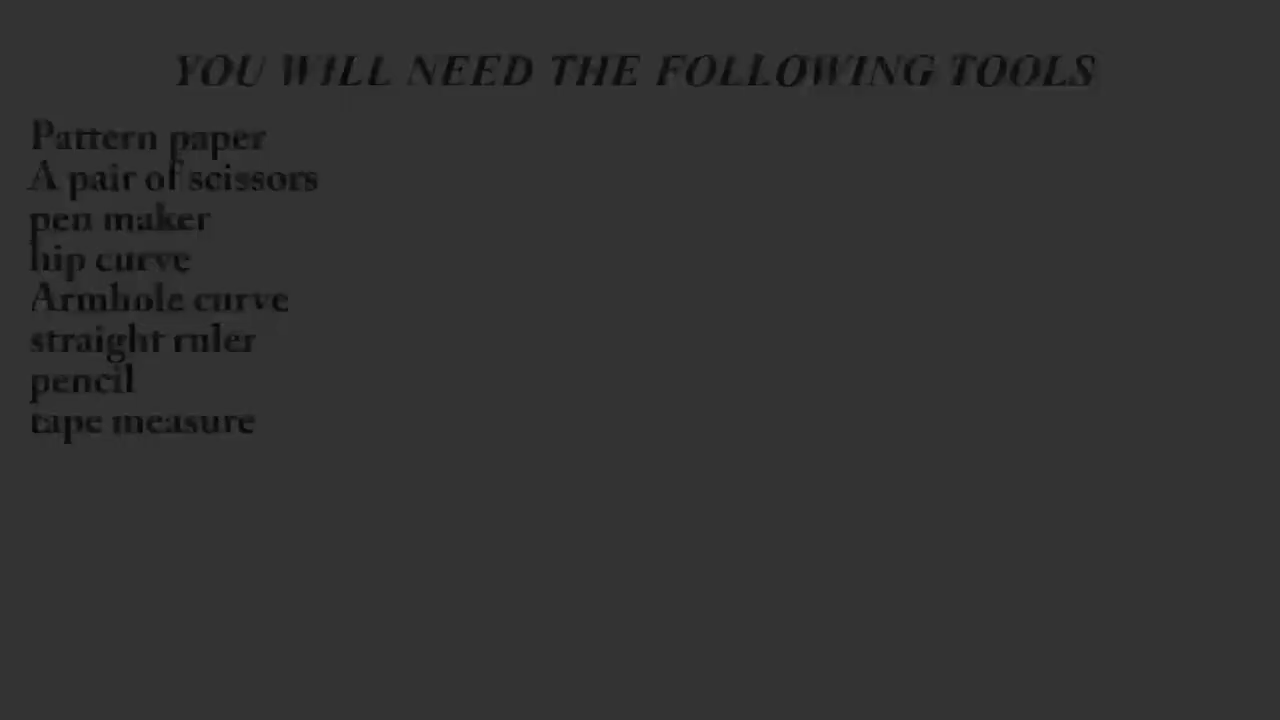 YOU WILL NEED THE FOLLOWING TOOLS
Pattern paper
A pair of scissors
pen maker
hip curve
Armhole curve
straight ruler
pencil
tape measure